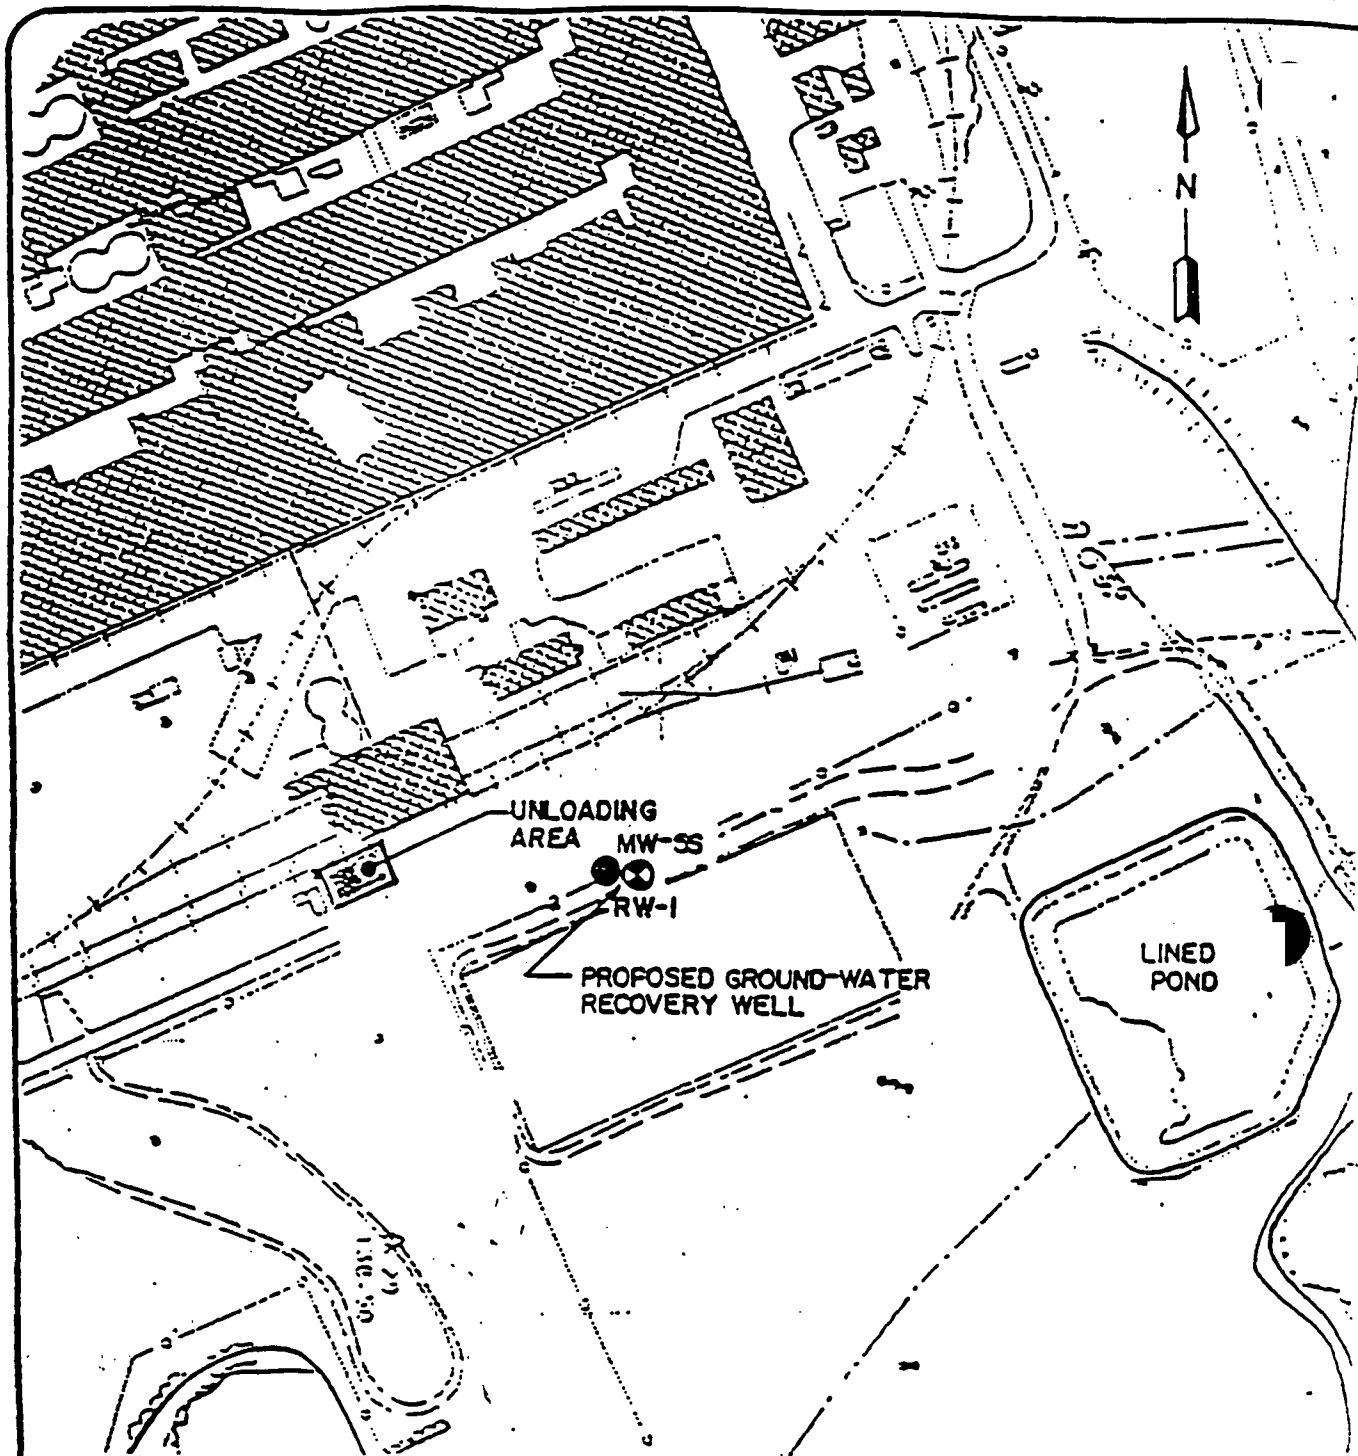 N
UNLOADING
AREA
MW-5S
RW-1
PROPOSED GROUND-WATER
RECOVERY WELL
LINED
POND